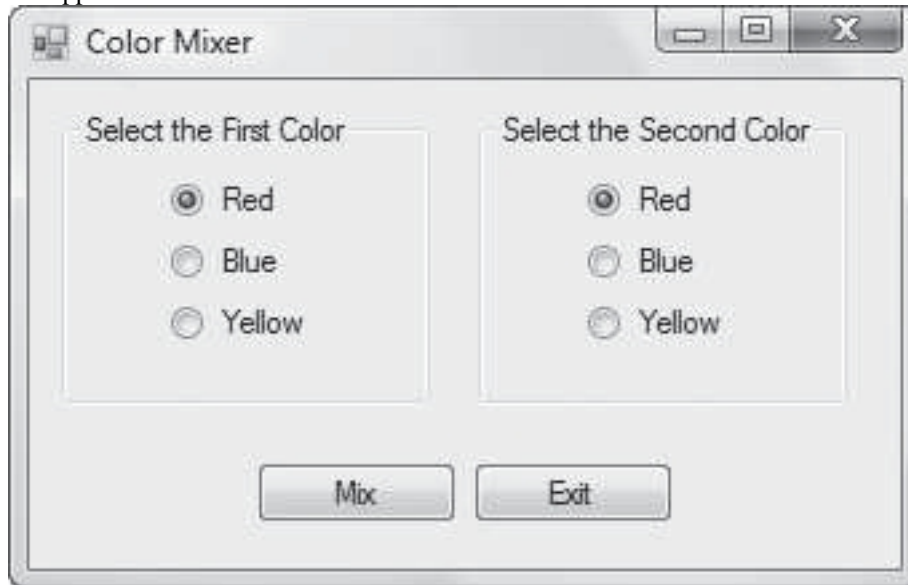 Color Mixer
Select the First Color
Red
Blue
Yellow
Select the Second Color
Red
Blue
Yellow
Mix
Exit